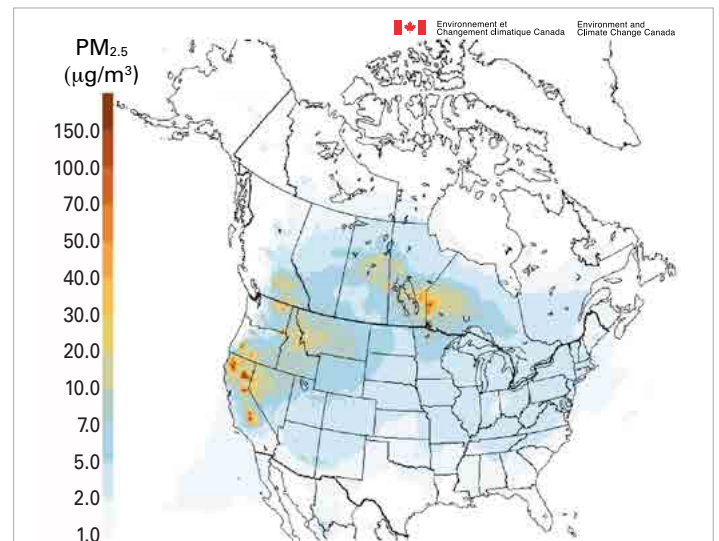 Environnement et
Changement climatique Canada
Environment and
Climate Change Canada
PM2.5
(μg/m³)
150.0
100.0
70.0
50.0
40.0
30.0
20.0
10.0
7.0
5.0
2.0
1.0